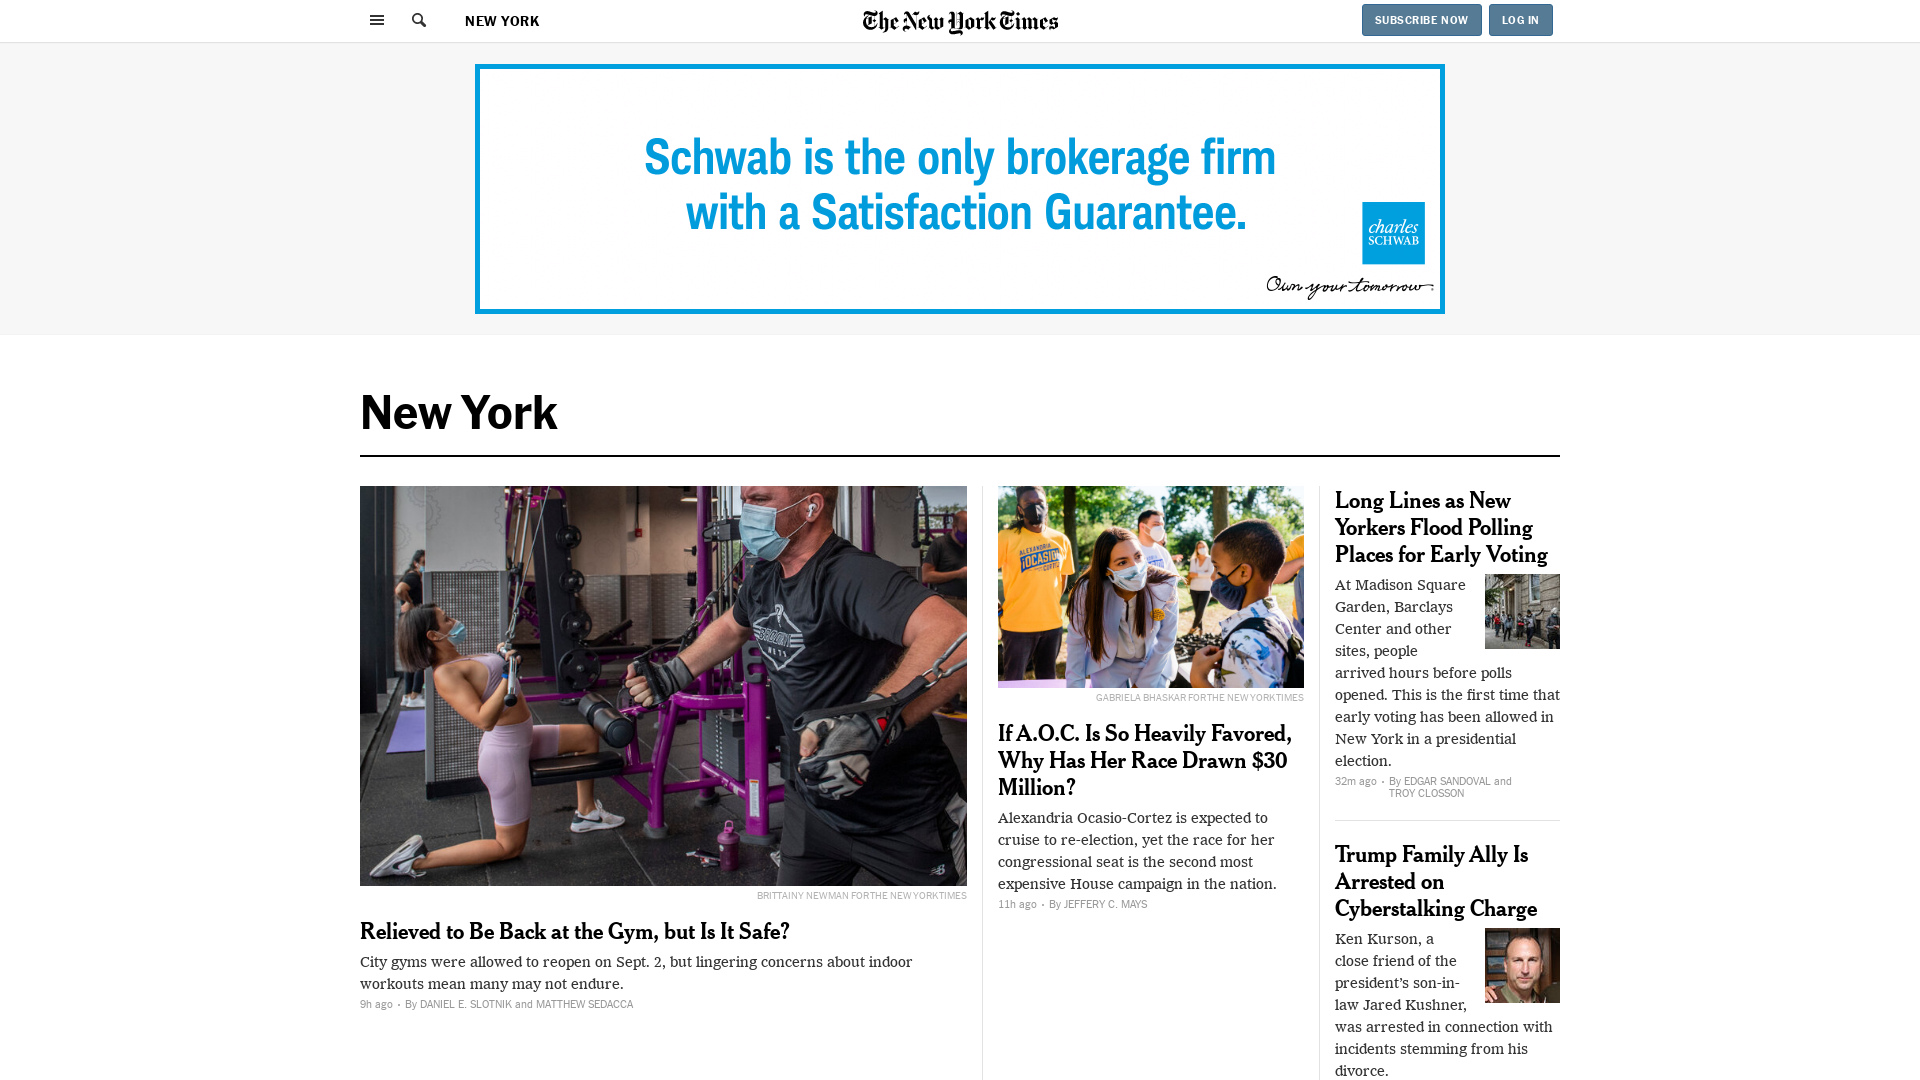 NEW YORK
The New York Times
SUBSCRIBE NOW
LOG IN
Schwab is the only brokerage firm
with a Satisfaction Guarantee.
charles
SCHWAB
Own your tomorrow.
New York
ALEXANDRIA
OCASIO
BROOKLYN
NETS
GABRIELA BHASKAR FOR THE NEW YORK TIMES
If A.O.C. Is So Heavily Favored,
Why Has Her Race Drawn $30
Million?
Alexandria Ocasio-Cortez is expected to
cruise to re-election, yet the race for her
congressional seat is the second most
expensive House campaign in the nation.
11h ago • By JEFFERY C. MAYS
BRITTAINY NEWMAN FOR THE NEW YORK TIMES
Relieved to Be Back at the Gym, but Is It Safe?
City gyms were allowed to reopen on Sept. 2, but lingering concerns about indoor
workouts mean many may not endure.
9h ago • By DANIEL E. SLOTNIK and MATTHEW SEDACCA
Long Lines as New
Yorkers Flood Polling
Places for Early Voting
At Madison Square
Garden, Barclays
Center and other
sites, people
arrived hours before polls
opened. This is the first time that
early voting has been allowed in
New York in a presidential
election.
32m ago • By EDGAR SANDOVAL and
TROY CLOSSON
Trump Family Ally Is
Arrested on
Cyberstalking Charge
Ken Kurson, a
close friend of the
president’s son-in-
law Jared Kushner,
was arrested in connection with
incidents stemming from his
divorce.